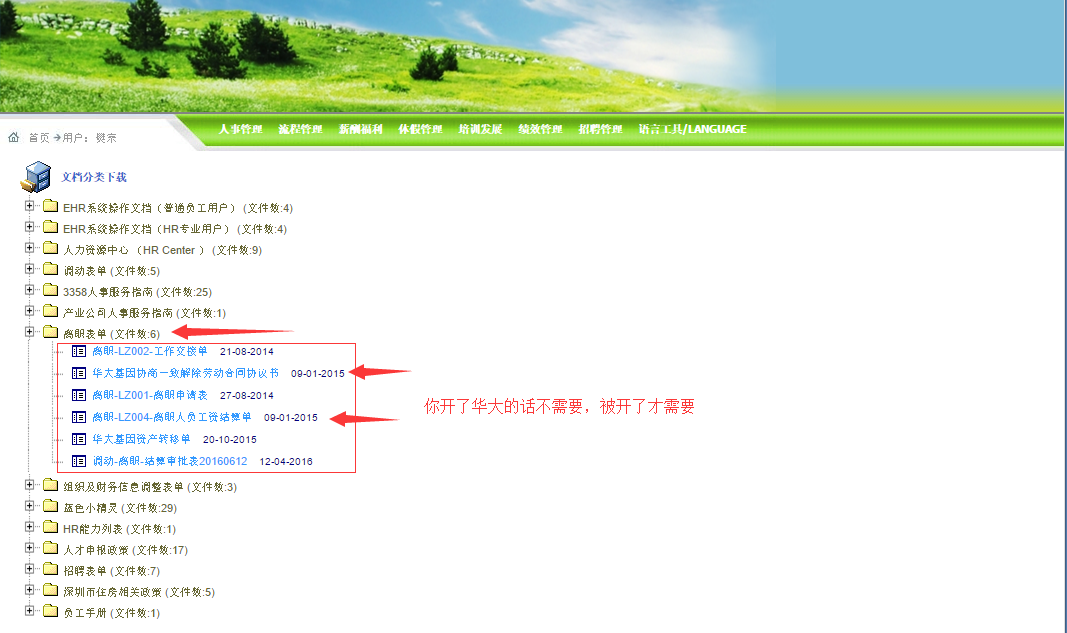 人事管理 流程管理 薪酬福利 休假管理 培训发展 绩效管理 招聘管理 语言工具/LANGUAGE
首页 用户：键宗
文档分类下载
EHR系统操作文档（普通员工用户）(文件数:4)
EHR系统操作文档（HR专业用户）(文件数:4)
人力资源中心（HR Center ）(文件数:9)
调动表单 (文件数:5)
3358人事服务指南 (文件数:25)
产业公司人事服务指南 (文件数:1)
离职表单 (文件数:6)
离职-LZ002-工作交接单 21-08-2014
华大基因协商一致解除劳动合同协议书 09-01-2015
离职-LZ001-离职申请表 27-08-2014
你开了华大的话不需要，被开了才需要
离职-LZ004-离职人员工资结算单 09-01-2015
华大基因资产转移单 20-10-2015
调动-离职-结算审批表20160612 12-04-2016
组织及财务信息调整表单 (文件数:3)
蓝色小精灵 (文件数:29)
HR能力列表 (文件数:1)
人才申报政策 (文件数:17)
招聘表单 (文件数:7)
深圳市住房相关政策 (文件数:5)
员工手册 (文件数:1)